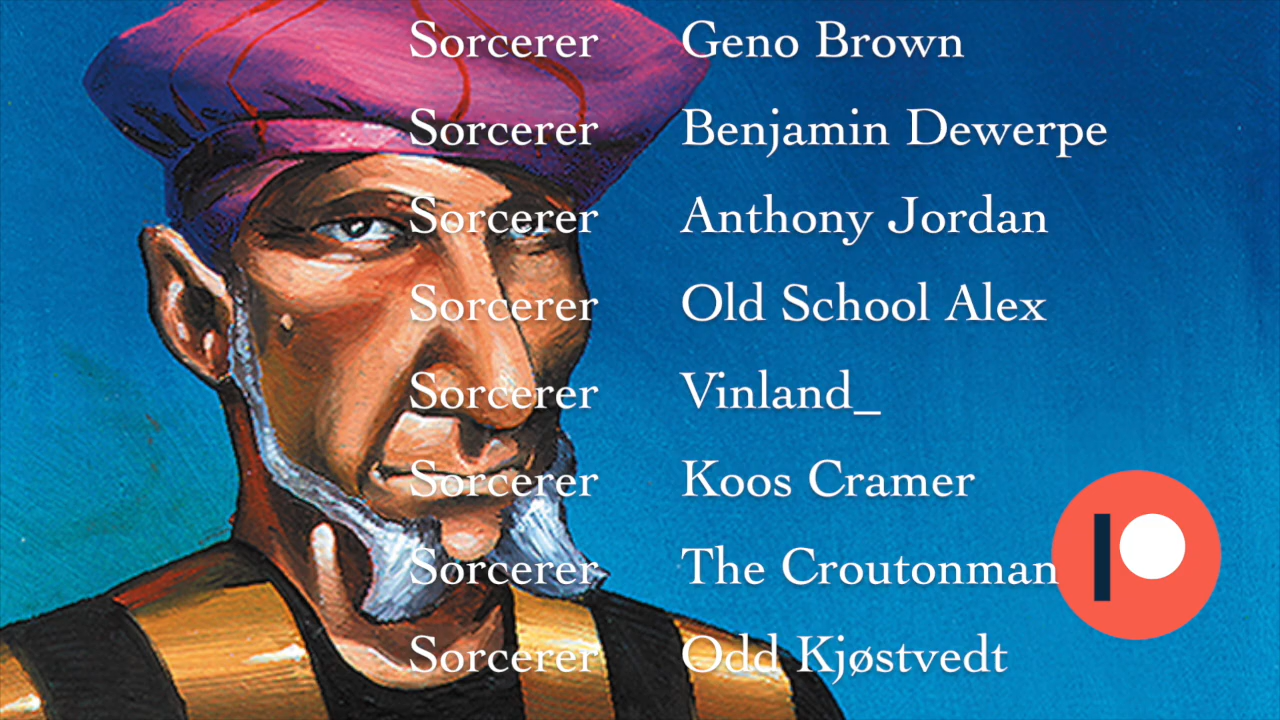 Sorcerer Geno Brown
Sorcerer Benjamin Dewerpe
Sorcerer Anthony Jordan
Sorcerer Old School Alex
Sorcerer Vinland_
Sorcerer Koos Cramer
Sorcerer The Croutonman
Sorcerer Odd Kjøstvedt